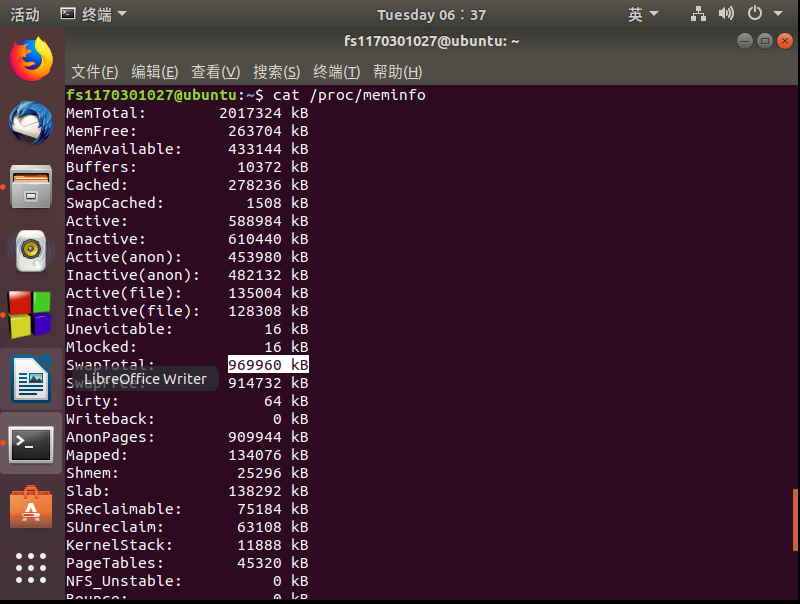 活动 终端 Tuesday 06：37 英
fs1170301027@ubuntu: ~
文件(F) 编辑(E) 查看(V) 搜索(S) 终端(T) 帮助(H)
fs1170301027@ubuntu:~$ cat /proc/meminfo
MemTotal: 2017324 kB
MemFree: 263704 kB
MemAvailable: 433144 kB
Buffers: 10372 kB
Cached: 278236 kB
SwapCached: 1508 kB
Active: 588984 kB
Inactive: 610440 kB
Active(anon): 453980 kB
Inactive(anon): 482132 kB
Active(file): 135004 kB
Inactive(file): 128308 kB
Unevictable: 16 kB
Mlocked: 16 kB
SwapTotal: 969960 kB
LibreOffice Writer
SwapFree: 914732 kB
Dirty: 64 kB
Writeback: 0 kB
AnonPages: 909944 kB
Mapped: 134076 kB
Shmem: 25296 kB
Slab: 138292 kB
SReclaimable: 75184 kB
SUnreclaim: 63108 kB
KernelStack: 11888 kB
PageTables: 45320 kB
NFS_Unstable: 0 kB
Bounce: 0 kB